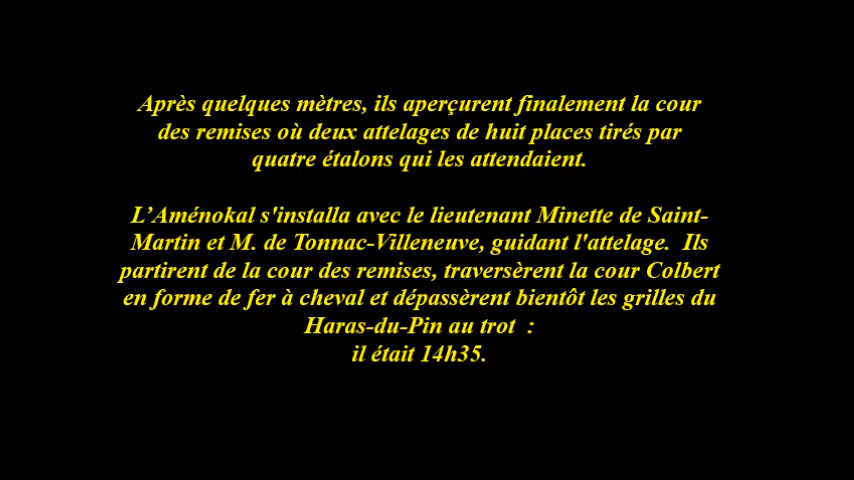 Après quelques mètres, ils aperçurent finalement la cour
des remises où deux attelages de huit places tirés par
quatre étalons qui les attendaient.
L’Aménokal s'installa avec le lieutenant Minette de Saint-
Martin et M. de Tonnac-Villeneuve, guidant l'attelage.  Ils
partirent de la cour des remises, traversèrent la cour Colbert
en forme de fer à cheval et dépassèrent bientôt les grilles du
Haras-du-Pin au trot  :
il était 14h35.